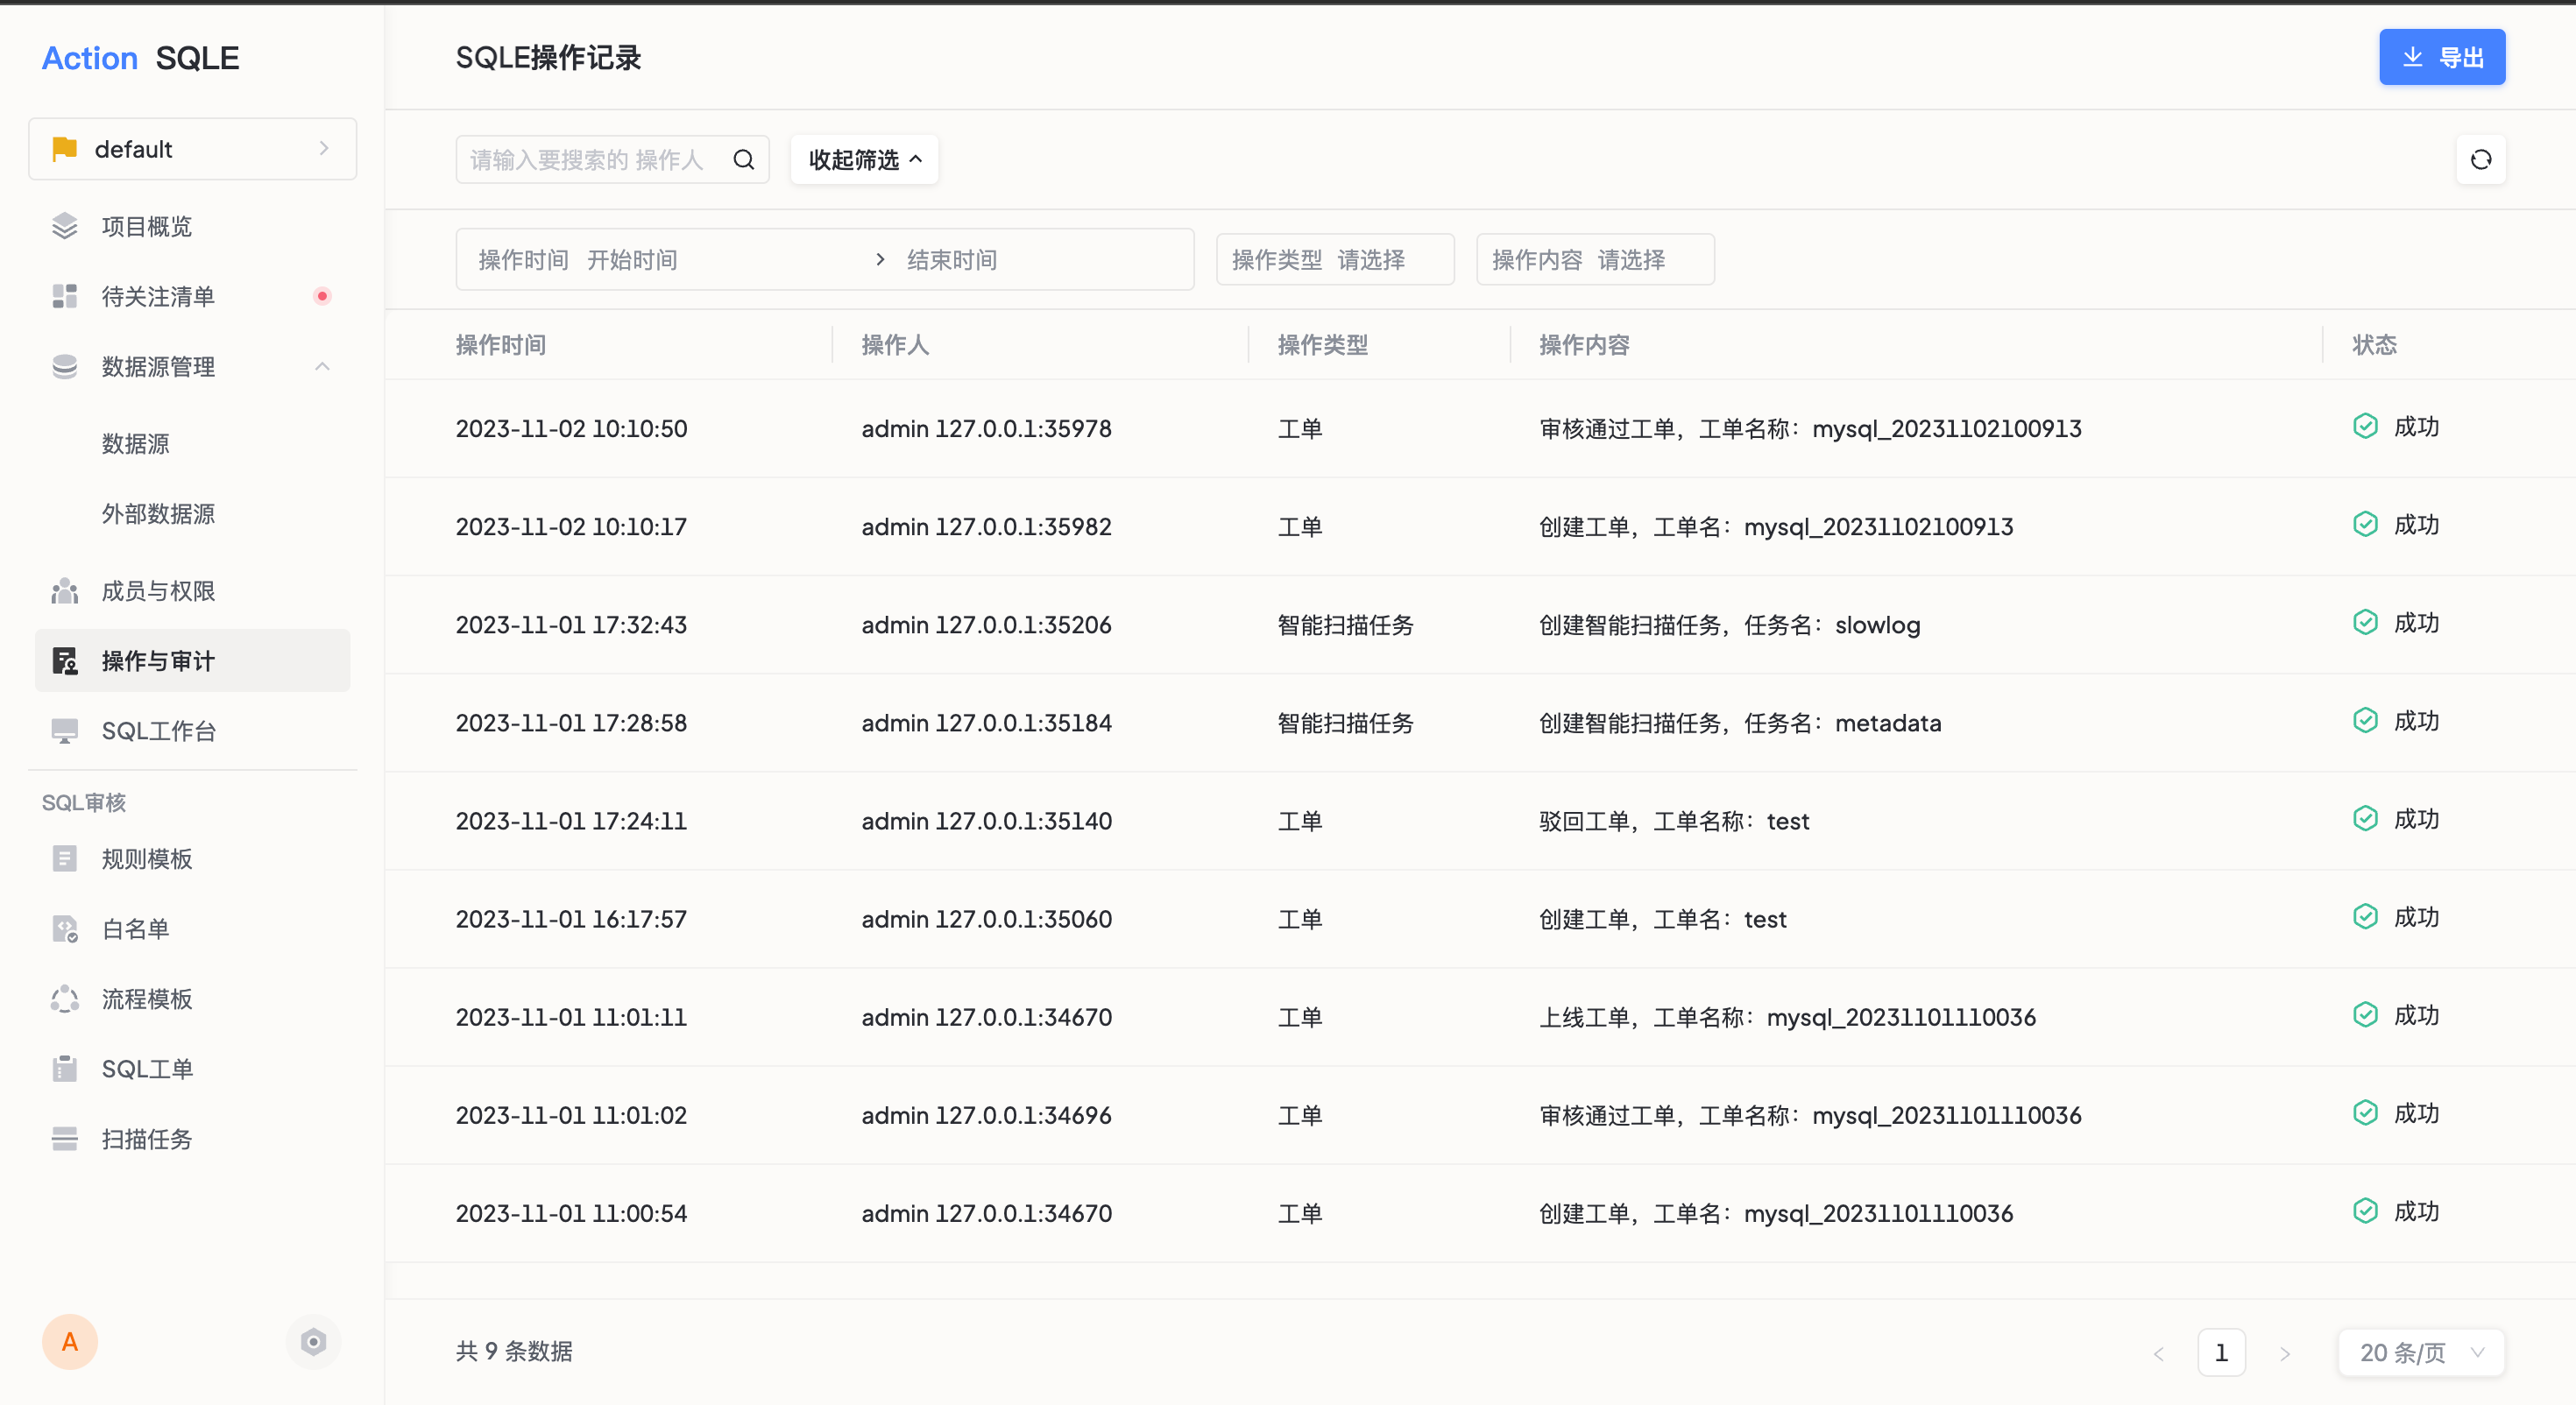 Action SQLE
default
项目概览
待关注清单
数据源管理
数据源
外部数据源
成员与权限
操作与审计
SQL工作台
SQL审核
规则模板
白名单
流程模板
SQL工单
扫描任务
A
SQLE操作记录
导出
请输入要搜索的 操作人
收起筛选
操作时间 开始时间 结束时间 操作类型 请选择 操作内容 请选择
操作时间 操作人 操作类型 操作内容 状态
2023-11-02 10:10:50 admin 127.0.0.1:35978 工单 审核通过工单，工单名称：mysql_20231102100913 成功
2023-11-02 10:10:17 admin 127.0.0.1:35982 工单 创建工单，工单名：mysql_20231102100913 成功
2023-11-01 17:32:43 admin 127.0.0.1:35206 智能扫描任务 创建智能扫描任务，任务名：slowlog 成功
2023-11-01 17:28:58 admin 127.0.0.1:35184 智能扫描任务 创建智能扫描任务，任务名：metadata 成功
2023-11-01 17:24:11 admin 127.0.0.1:35140 工单 驳回工单，工单名称：test 成功
2023-11-01 16:17:57 admin 127.0.0.1:35060 工单 创建工单，工单名：test 成功
2023-11-01 11:01:11 admin 127.0.0.1:34670 工单 上线工单，工单名称：mysql_20231101110036 成功
2023-11-01 11:01:02 admin 127.0.0.1:34696 工单 审核通过工单，工单名称：mysql_20231101110036 成功
2023-11-01 11:00:54 admin 127.0.0.1:34670 工单 创建工单，工单名：mysql_20231101110036 成功
共 9 条数据
1
20 条/页